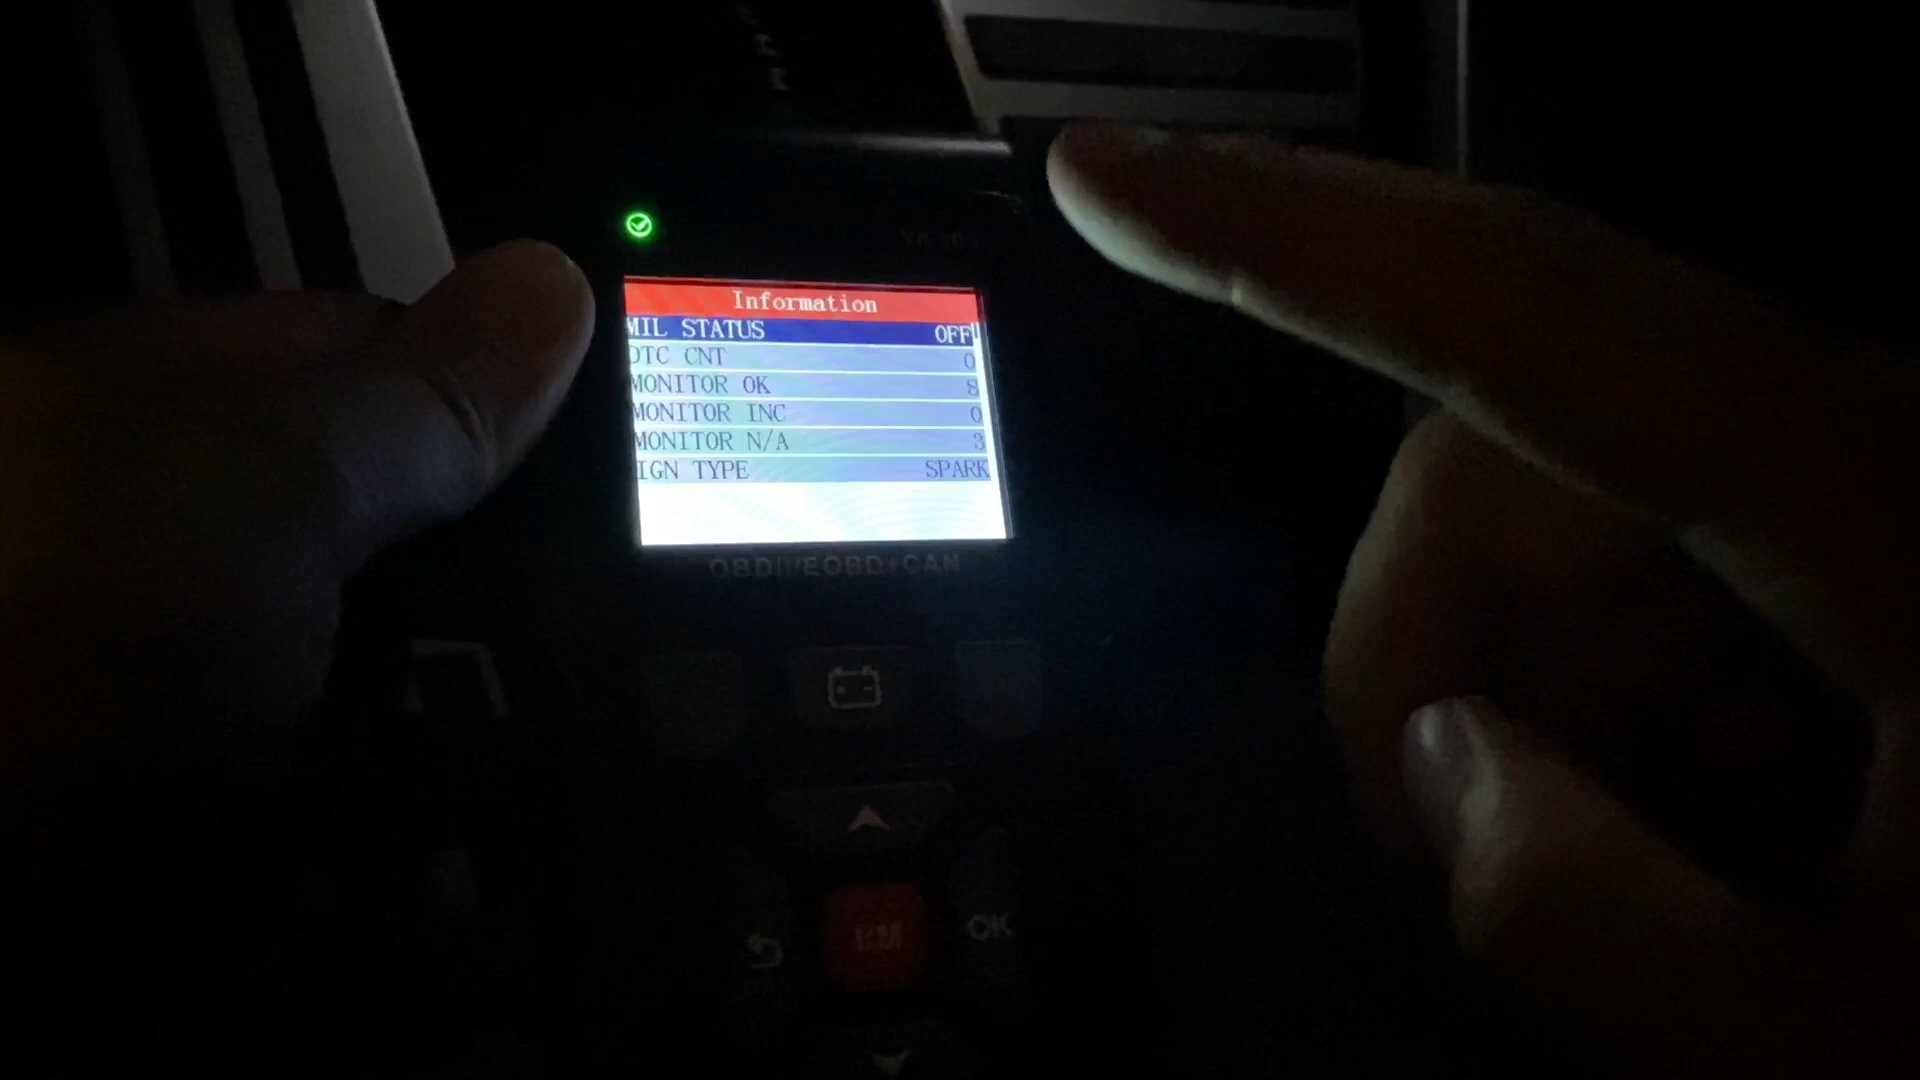 Information
MIL STATUS OFF
DTC CNT 0
MONITOR OK 8
MONITOR INC 0
MONITOR N/A 3
IGN TYPE SPARK
OBDII/EOBD+CAN
I/M
OK